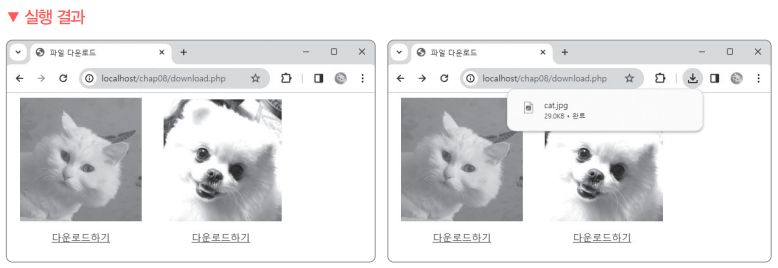 ▼ 실행 결과
파일 다운로드
localhost/chap08/download.php
다운로드하기
다운로드하기
파일 다운로드
localhost/chap08/download.php
cat.jpg
29.0KB • 완료
다운로드하기
다운로드하기